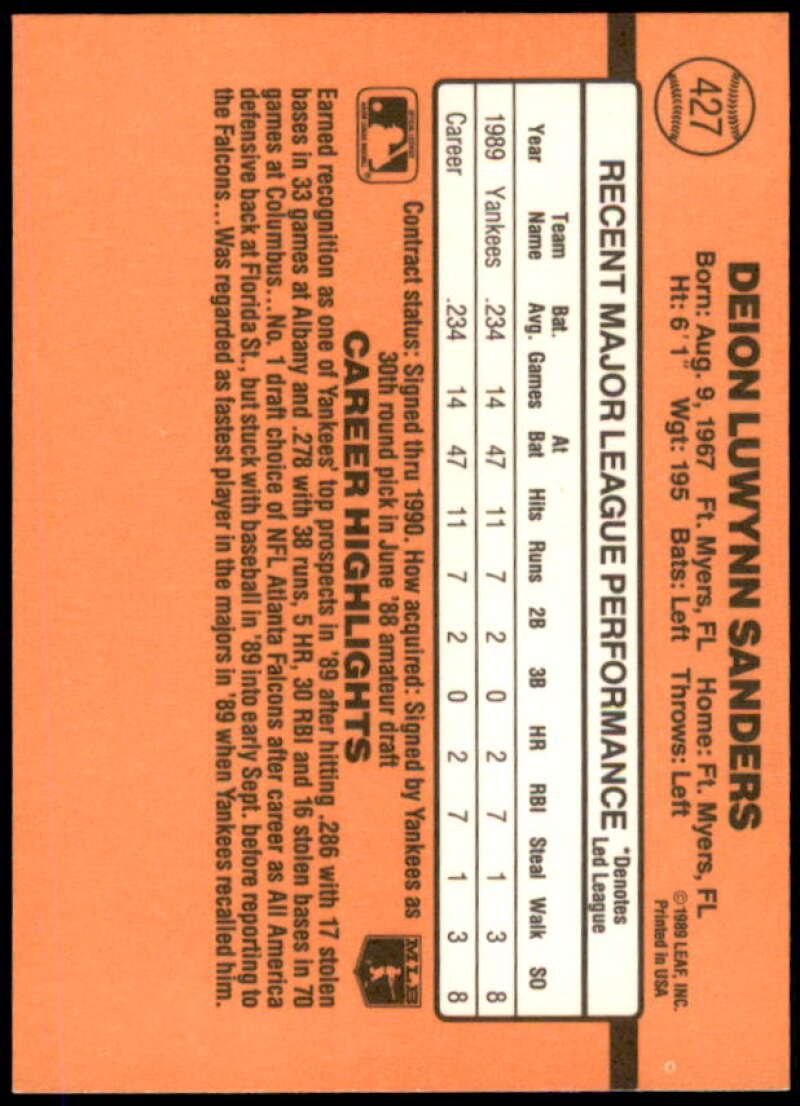 427
DEION LUWYNN SANDERS
Born: Aug. 9, 1967 Ft. Myers, FL Home: Ft. Myers, FL
Ht: 6'1" Wgt: 195 Bats: Left Throws: Left
©1989 LEAF, INC.
Printed in USA
RECENT MAJOR LEAGUE PERFORMANCE *Denotes
Led League
Team Bat. At
Year Name Avg. Games Bat Hits Runs 2B 3B HR RBI Steal Walk SO
1989 Yankees .234 14 47 11 7 2 0 2 7 1 3 8
Career .234 14 47 11 7 2 0 2 7 1 3 8
Contract status: Signed thru 1990. How acquired: Signed by Yankees as
30th round pick in June '88 amateur draft
MLB
CAREER HIGHLIGHTS
Earned recognition as one of Yankees' top prospects in '89 after hitting .286 with 17 stolen
bases in 33 games at Albany and .278 with 38 runs, 5 HR, 30 RBI and 16 stolen bases in 70
games at Columbus...No. 1 draft choice of NFL Atlanta Falcons after career as All America
defensive back at Florida St., but stuck with baseball in '89 into early Sept. before reporting to
the Falcons...Was regarded as fastest player in the majors in '89 when Yankees recalled him.